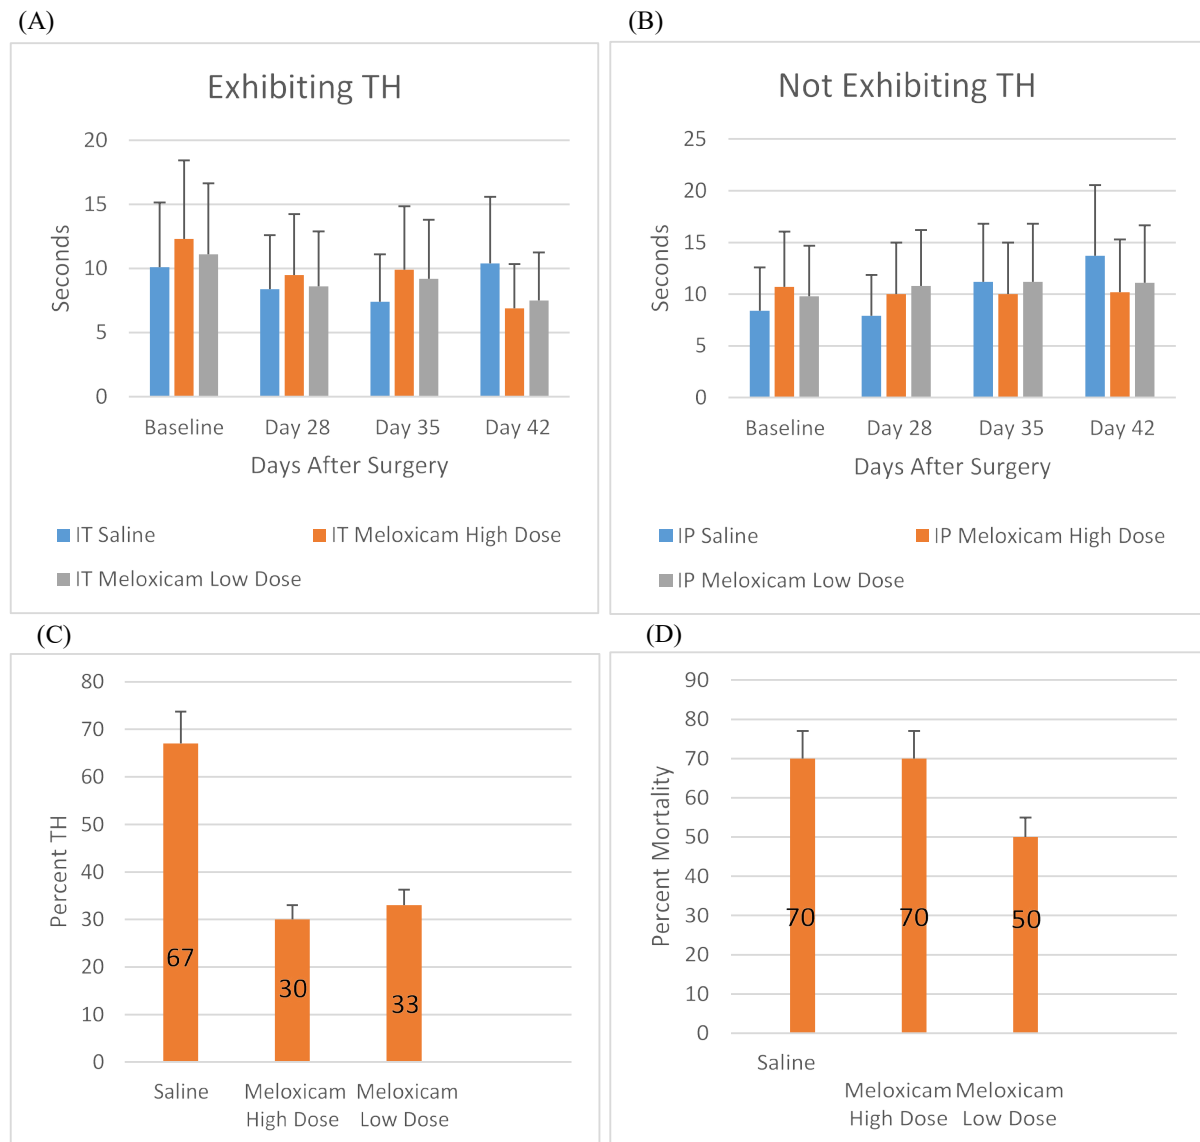 (A)
Exhibiting TH
20
15
10
5
0
Seconds
Baseline Day 28 Day 35 Day 42
Days After Surgery
IT Saline IT Meloxicam High Dose
IT Meloxicam Low Dose
(B)
Not Exhibiting TH
25
20
15
10
5
0
Seconds
Baseline Day 28 Day 35 Day 42
Days After Surgery
IP Saline IP Meloxicam High Dose
IP Meloxicam Low Dose
(C)
80
70
60
50
40
30
20
10
0
Percent TH
67
30
33
Saline Meloxicam Meloxicam
High Dose Low Dose
(D)
90
80
70
60
50
40
30
20
10
0
Percent Mortality
70 70 50
Saline
Meloxicam Meloxicam
High Dose Low Dose